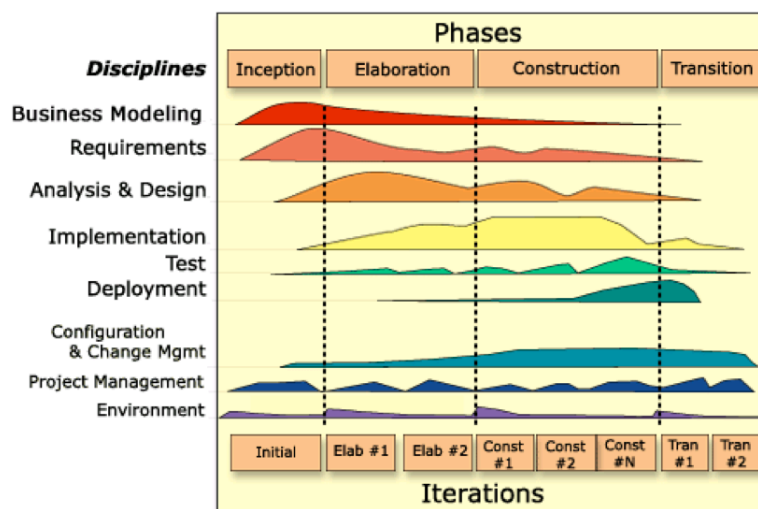 Phases
Disciplines
Inception
Elaboration
Construction
Transition
Business Modeling
Requirements
Analysis & Design
Implementation
Test
Deployment
Configuration
& Change Mgmt
Project Management
Environment
Initial
Elab #1
Elab #2
Const
#1
Const
#2
Const
#N
Tran
#1
Tran
#2
Iterations